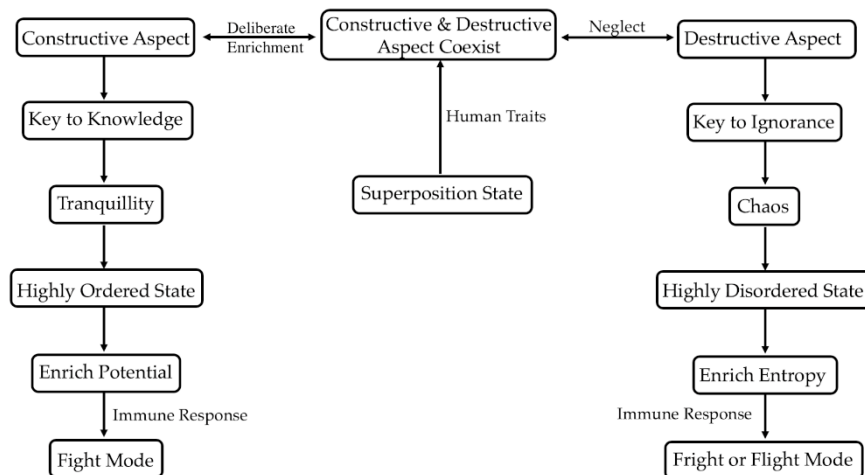 Constructive Aspect
Deliberate
Enrichment
Constructive & Destructive
Aspect Coexist
Neglect
Destructive Aspect
Key to Knowledge
Human Traits
Key to Ignorance
Tranquillity
Superposition State
Chaos
Highly Ordered State
Highly Disordered State
Enrich Potential
Enrich Entropy
Immune Response
Immune Response
Fight Mode
Fright or Flight Mode